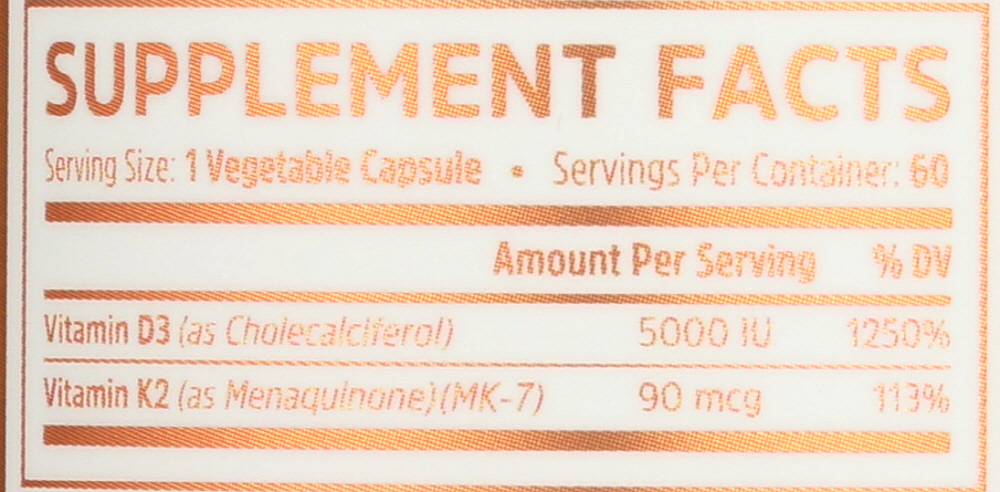 SUPPLEMENT FACTS
Serving Size: 1 Vegetable Capsule • Servings Per Container: 60
Amount Per Serving % DV
Vitamin D3 (as Cholecalciferol) 5000 IU 1250%
Vitamin K2 (as Menaquinone)(MK-7) 90 mcg 113%